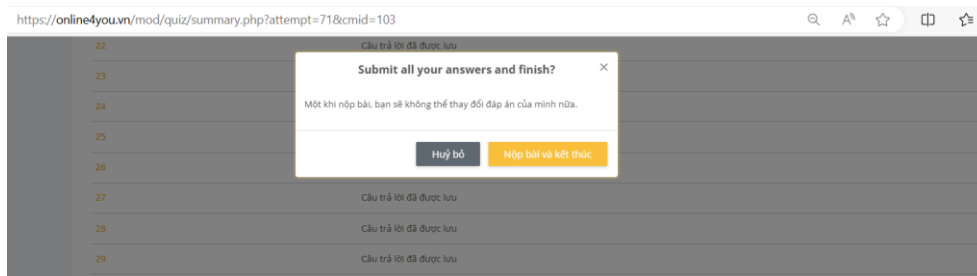 https://online4you.vn/mod/quiz/summary.php?attempt=71&cmid=103
22 Câu trả lời đã được lưu
Submit all your answers and finish? ×
23
Một khi nộp bài, bạn sẽ không thể thay đổi đáp án của mình nữa.
24
25
Huỷ bỏ Nộp bài và kết thúc
26
27 Câu trả lời đã được lưu
28 Câu trả lời đã được lưu
29 Câu trả lời đã được lưu